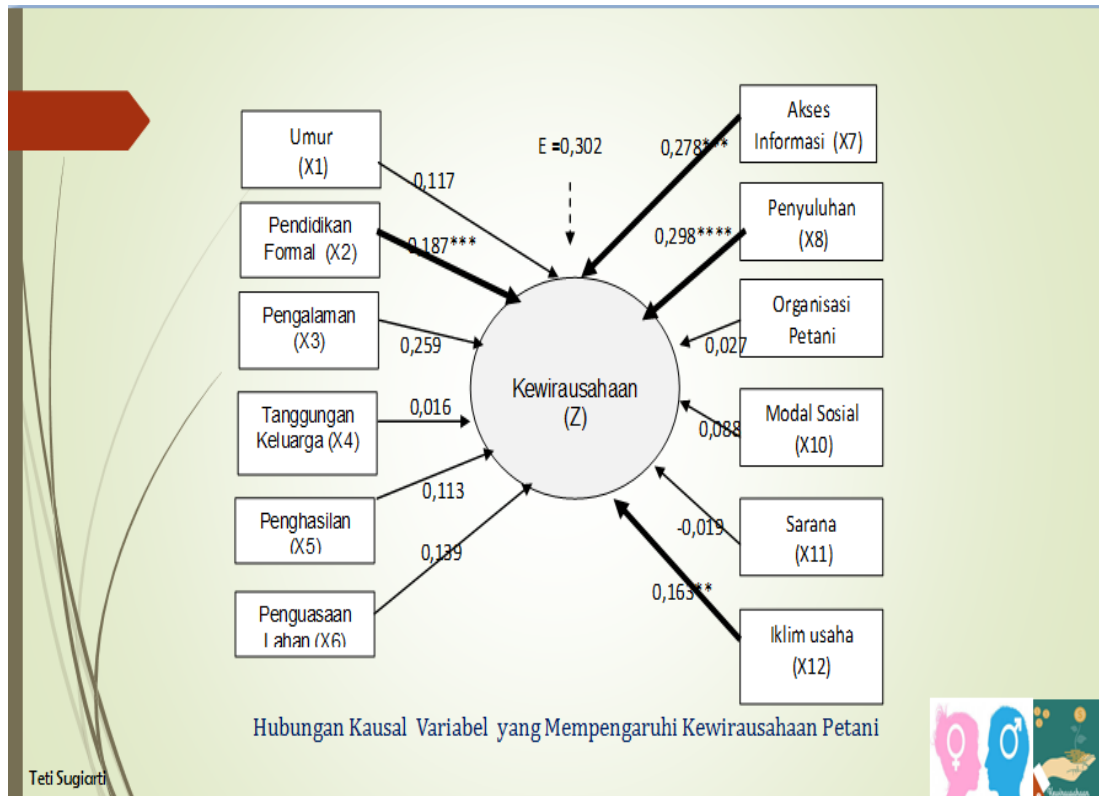 Umur
(X1)
Pendidikan
Formal (X2)
Pengalaman
(X3)
Tanggungan
Keluarga (X4)
Penghasilan
(X5)
Penguasaan
Lahan (X6)
-0,117
0,187***
0,259
0,016
0,113
0,139
E =0,302
Kewirausahaan
(Z)
0,278***
0,298****
0,027
0,088
-0,019
0,163**
Akses
Informasi (X7)
Penyuluhan
(X8)
Organisasi
Petani
Modal Sosial
(X10)
Sarana
(X11)
Iklim usaha
(X12)
Hubungan Kausal Variabel yang Mempengaruhi Kewirausahaan Petani
Teti Sugiarti
Kewirausahaan